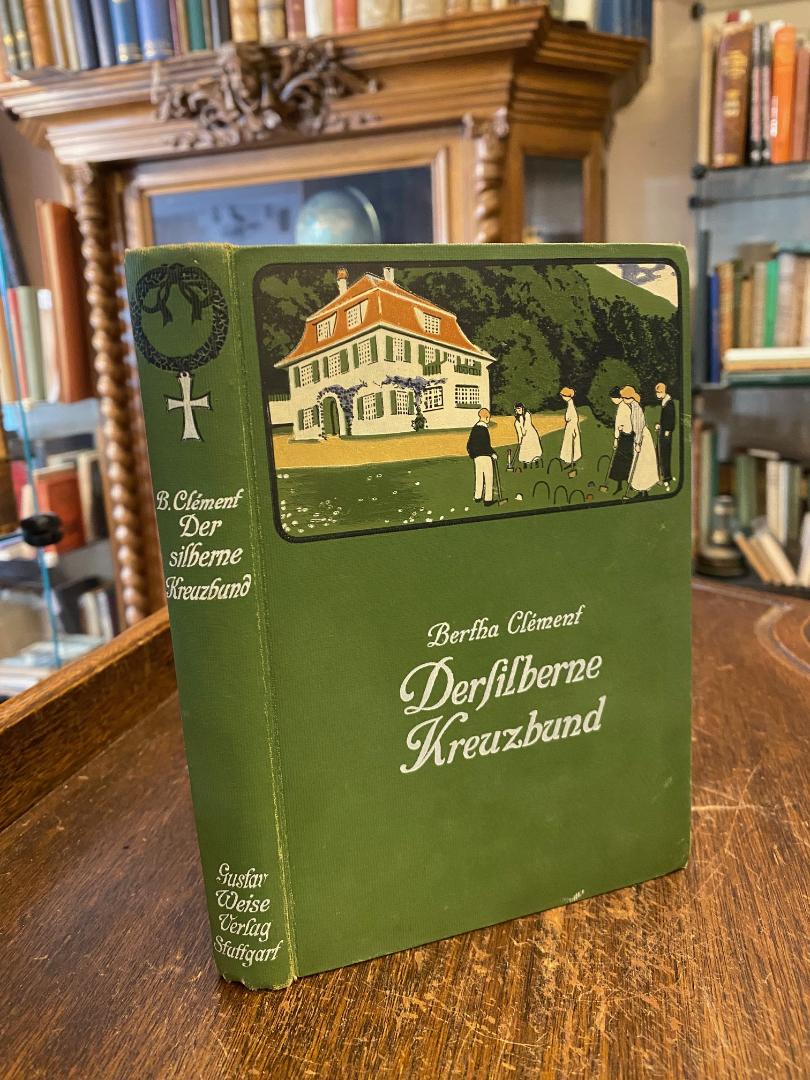 B. Clément
Der
silberne
Kreuzbund
Gustav
Weise
Verlag
Stuttgart
Bertha Clément
Der ſilberne
Kreuzbund